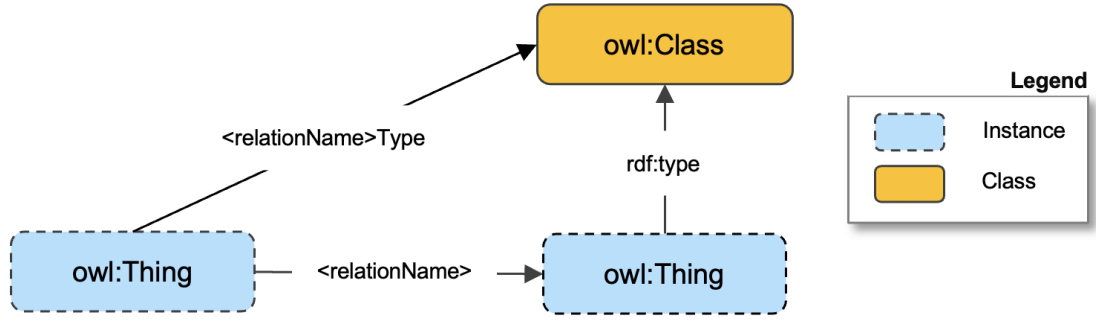 owl:Class
Legend
Instance
Class
<relationName>Type
rdf:type
owl:Thing
<relationName>
owl:Thing